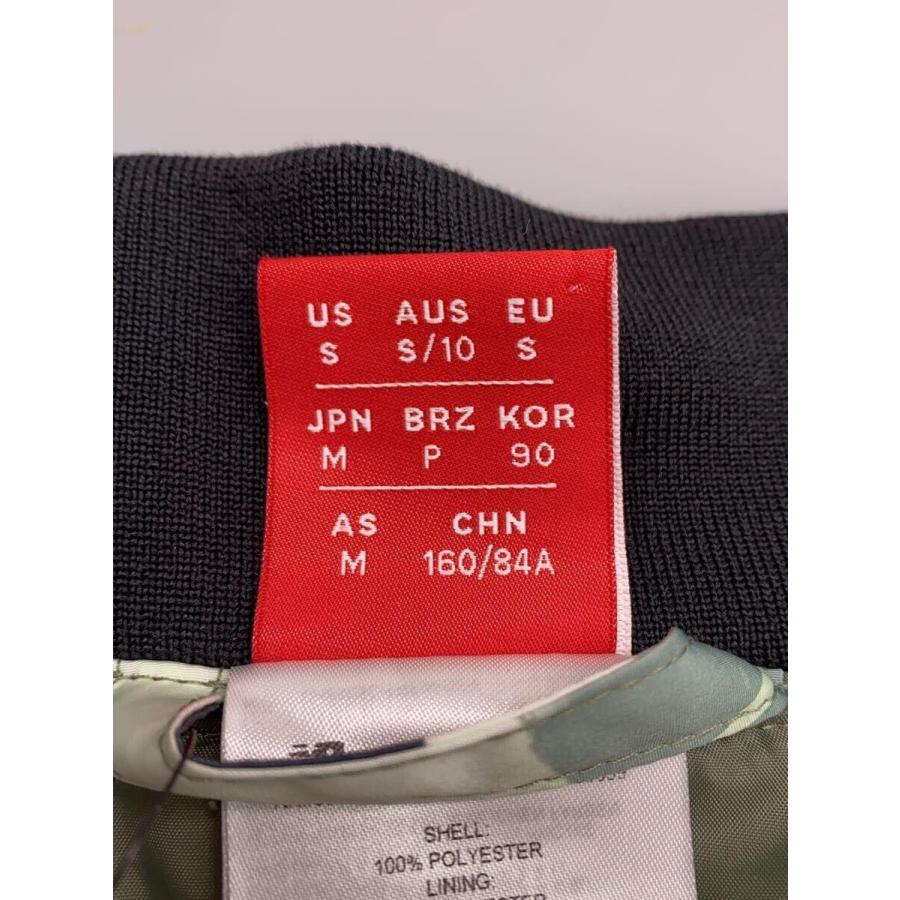 US AUS EU
S S/10 S
JPN BRZ KOR
M P 90
AS CHN
M 160/84A
SHELL:
100% POLYESTER
LINING: